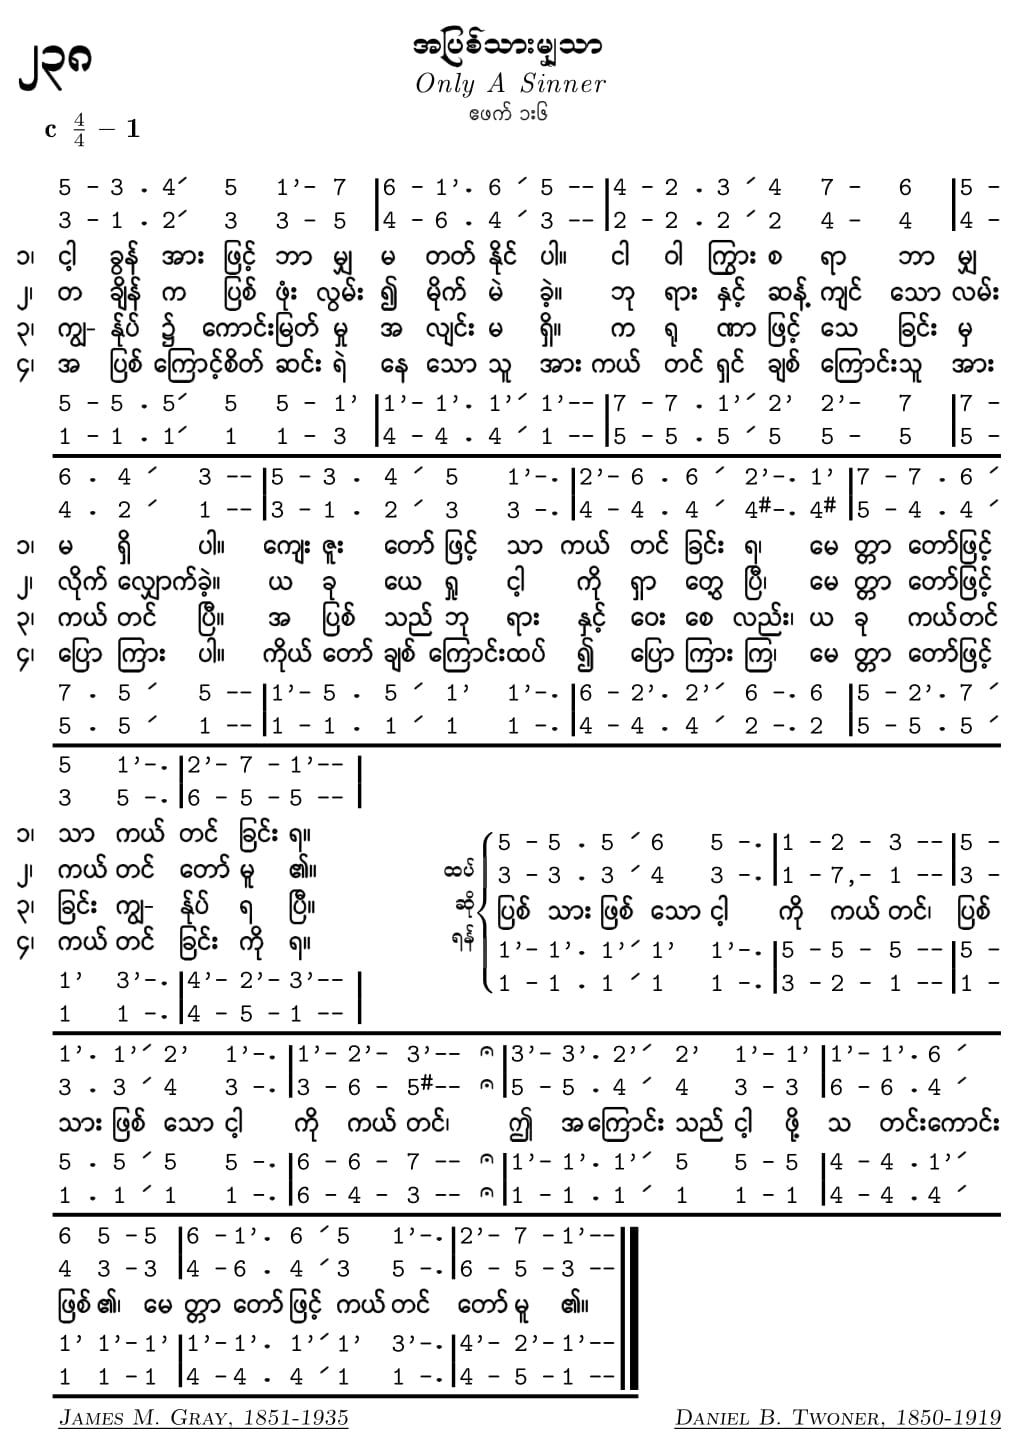 ၂၃၈
အပြစ်သားမျှသာ
Only A Sinner
ဧဖက် ၁း၆
c 4/4 – 1
5 – 3 . 4ˊ 5 1’– 7 |6 – 1’. 6 ˊ 5 –– |4 – 2 . 3 ˊ 4 7 – 6 |5 –
3 – 1 . 2ˊ 3 3 – 5 |4 – 6 . 4 ˊ 3 –– |2 – 2 . 2 ˊ 2 4 – 4 |4 –
၁၊ ငါ့ ခွန် အား ဖြင့် ဘာ မျှ မ တတ် နိုင် ပါ။ ငါ ဝါ ကြွား စ ရာ ဘာ မျှ
၂၊ တ ချိန် က ပြစ် ဖုံး လွှမ်း ၍ မိုက် မဲ ခဲ့။ ဘု ရား နှင့် ဆန့် ကျင် သော လမ်း
၃၊ ကျွ– န်ုပ် ၌ ကောင်းမြတ် မှု အ လျင်း မ ရှိ။ က ရု ဏာ ဖြင့် သေ ခြင်း မှ
၄၊ အ ပြစ် ကြောင့်စိတ် ဆင်း ရဲ နေ သော သူ အား ကယ် တင် ရှင် ချစ် ကြောင်းသူ အား
5 – 5 . 5ˊ 5 5 – 1’ |1’– 1’. 1’ˊ 1’–– |7 – 7 . 1’ˊ 2’ 2’– 7 |7 –
1 – 1 . 1ˊ 1 1 – 3 |4 – 4 . 4 ˊ 1 –– |5 – 5 . 5 ˊ 5 5 – 5 |5 –
6 . 4 ˊ 3 –– |5 – 3 . 4 ˊ 5 1’–. |2’– 6 . 6 ˊ 2’–. 1’ |7 – 7 . 6 ˊ
4 . 2 ˊ 1 –– |3 – 1 . 2 ˊ 3 3 –. |4 – 4 . 4 ˊ 4#–. 4# |5 – 4 . 4 ˊ
၁၊ မ ရှိ ပါ။ ကျေး ဇူး တော် ဖြင့် သာ ကယ် တင် ခြင်း ရ၊ မေ တ္တာ တော်ဖြင့်
၂၊ လိုက် လျှောက်ခဲ့။ ယ ခု ယေ ရှု ငါ့ ကို ရှာ တွေ့ ပြီ၊ မေ တ္တာ တော်ဖြင့်
၃၊ ကယ် တင် ပြီ။ အ ပြစ် သည် ဘု ရား နှင့် ဝေး စေ လည်း၊ ယ ခု ကယ်တင်
၄၊ ပြော ကြား ပါ။ ကိုယ် တော် ချစ် ကြောင်းထပ် ၍ ပြော ကြား ကြ၊ မေ တ္တာ တော်ဖြင့်
7 . 5 ˊ 5 –– |1’– 5 . 5 ˊ 1’ 1’–. |6 – 2’. 2’ˊ 6 –. 6 |5 – 2’. 7 ˊ
5 . 5 ˊ 1 –– |1 – 1 . 1 ˊ 1 1 –. |4 – 4 . 4 ˊ 2 –. 2 |5 – 5 . 5 ˊ
5 1’–. |2’– 7 – 1’–– |
3 5 –. |6 – 5 – 5 –– |
၁၊ သာ ကယ် တင် ခြင်း ရ။
၂၊ ကယ် တင် တော် မူ ၏။
၃၊ ခြင်း ကျွ– န်ုပ် ရ ပြီ။
၄၊ ကယ် တင် ခြင်း ကို ရ။
1’ 3’–. |4’– 2’– 3’–– |
1 1 –. |4 – 5 – 1 –– |
ထပ်
ဆို
ရန်
5 – 5 . 5 ˊ 6 5 –. |1 – 2 – 3 –– |5 –
3 – 3 . 3 ˊ 4 3 –. |1 – 7,– 1 –– |3 –
ပြစ် သား ဖြစ် သော ငါ့ ကို ကယ် တင်၊ ပြစ်
1’– 1’. 1’ˊ 1’ 1’–. |5 – 5 – 5 –– |5 –
1 – 1 . 1 ˊ 1 1 –. |3 – 2 – 1 –– |1 –
1’. 1’ˊ 2’ 1’–. |1’– 2’– 3’–– 𝄐 |3’– 3’. 2’ˊ 2’ 1’– 1’ |1’– 1’. 6 ˊ
3 . 3 ˊ 4 3 –. |3 – 6 – 5#–– 𝄐 |5 – 5 . 4 ˊ 4 3 – 3 |6 – 6 . 4 ˊ
သား ဖြစ် သော ငါ့ ကို ကယ် တင်၊ ဤ အကြောင်း သည် ငါ့ ဖို့ သ တင်းကောင်း
5 . 5 ˊ 5 5 –. |6 – 6 – 7 –– 𝄐 |1’– 1’. 1’ˊ 5 5 – 5 |4 – 4 . 1’ˊ
1 . 1 ˊ 1 1 –. |6 – 4 – 3 –– 𝄐 |1 – 1 . 1 ˊ 1 1 – 1 |4 – 4 . 4 ˊ
6 5 – 5 |6 – 1’. 6 ˊ 5 1’–. |2’– 7 – 1’–– ||
4 3 – 3 |4 – 6 . 4 ˊ 3 5 –. |6 – 5 – 3 –– ||
ဖြစ် ၏၊ မေ တ္တာ တော် ဖြင့် ကယ် တင် တော် မူ ၏။
1’ 1’– 1’ |1’– 1’. 1’ˊ 1’ 3’–. |4’– 2’– 1’–– ||
1 1 – 1 |4 – 4 . 4 ˊ 1 1 –. |4 – 5 – 1 –– ||
James M. Gray, 1851-1935
Daniel B. Twoner, 1850-1919